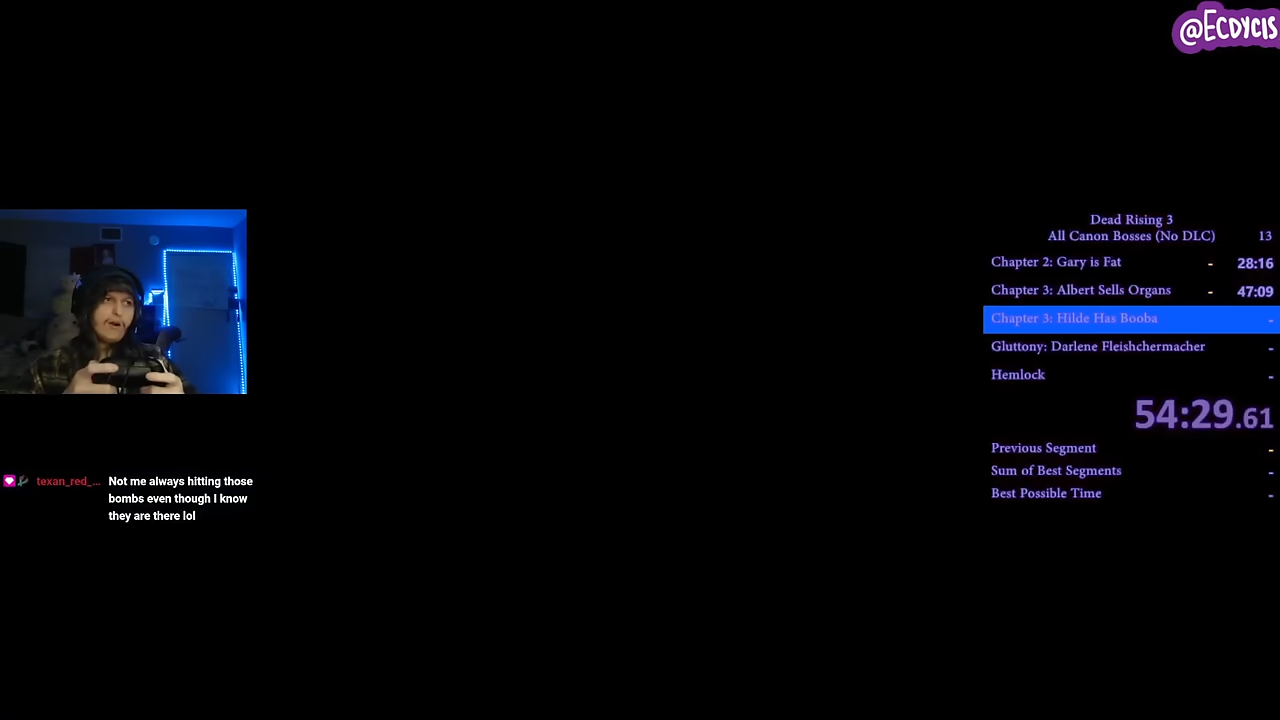 @ECDYCIS
Dead Rising 3
All Canon Bosses (No DLC) 13
Chapter 2: Gary is Fat - 28:16
Chapter 3: Albert Sells Organs - 47:09
Chapter 3: Hilde Has Booba -
Gluttony: Darlene Fleishchermacher -
Hemlock -
54:29.61
Previous Segment -
Sum of Best Segments -
Best Possible Time -
texan_red_... Not me always hitting those
bombs even though I know
they are there lol